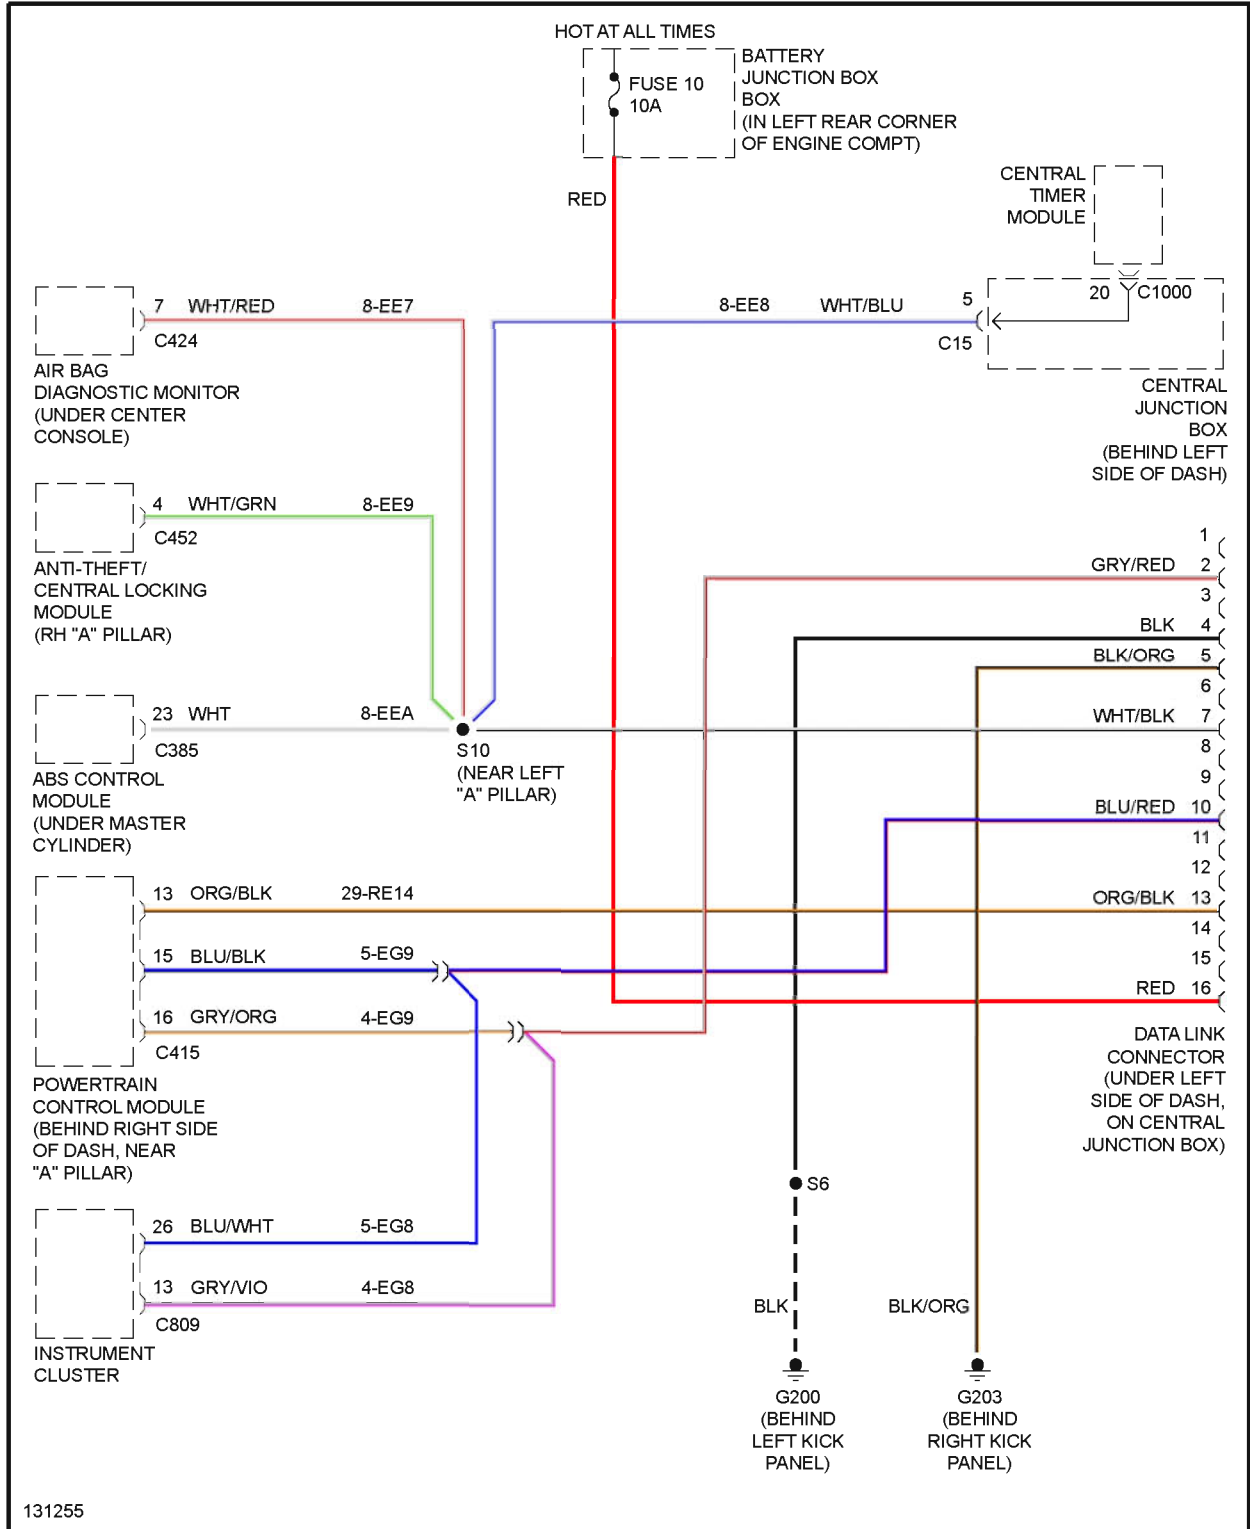 HOT AT ALL TIMES
FUSE 10
10A
BATTERY
JUNCTION BOX
BOX
(IN LEFT REAR CORNER
OF ENGINE COMPT)
RED
CENTRAL
TIMER
MODULE
20 C1000
7 WHT/RED 8-EE7
C424
8-EE8 WHT/BLU 5
C15
AIR BAG
DIAGNOSTIC MONITOR
(UNDER CENTER
CONSOLE)
CENTRAL
JUNCTION
BOX
(BEHIND LEFT
SIDE OF DASH)
4 WHT/GRN 8-EE9
C452
ANTI-THEFT/
CENTRAL LOCKING
MODULE
(RH "A" PILLAR)
23 WHT 8-EEA
C385
ABS CONTROL
MODULE
(UNDER MASTER
CYLINDER)
S10
(NEAR LEFT
"A" PILLAR)
1
GRY/RED 2
3
BLK 4
BLK/ORG 5
6
WHT/BLK 7
8
9
BLU/RED 10
11
12
ORG/BLK 13
14
15
RED 16
DATA LINK
CONNECTOR
(UNDER LEFT
SIDE OF DASH,
ON CENTRAL
JUNCTION BOX)
13 ORG/BLK 29-RE14
15 BLU/BLK 5-EG9
16 GRY/ORG 4-EG9
C415
POWERTRAIN
CONTROL MODULE
(BEHIND RIGHT SIDE
OF DASH, NEAR
"A" PILLAR)
26 BLU/WHT 5-EG8
13 GRY/VIO 4-EG8
C809
INSTRUMENT
CLUSTER
S6
BLK
BLK/ORG
G200
(BEHIND
LEFT KICK
PANEL)
G203
(BEHIND
RIGHT KICK
PANEL)
131255